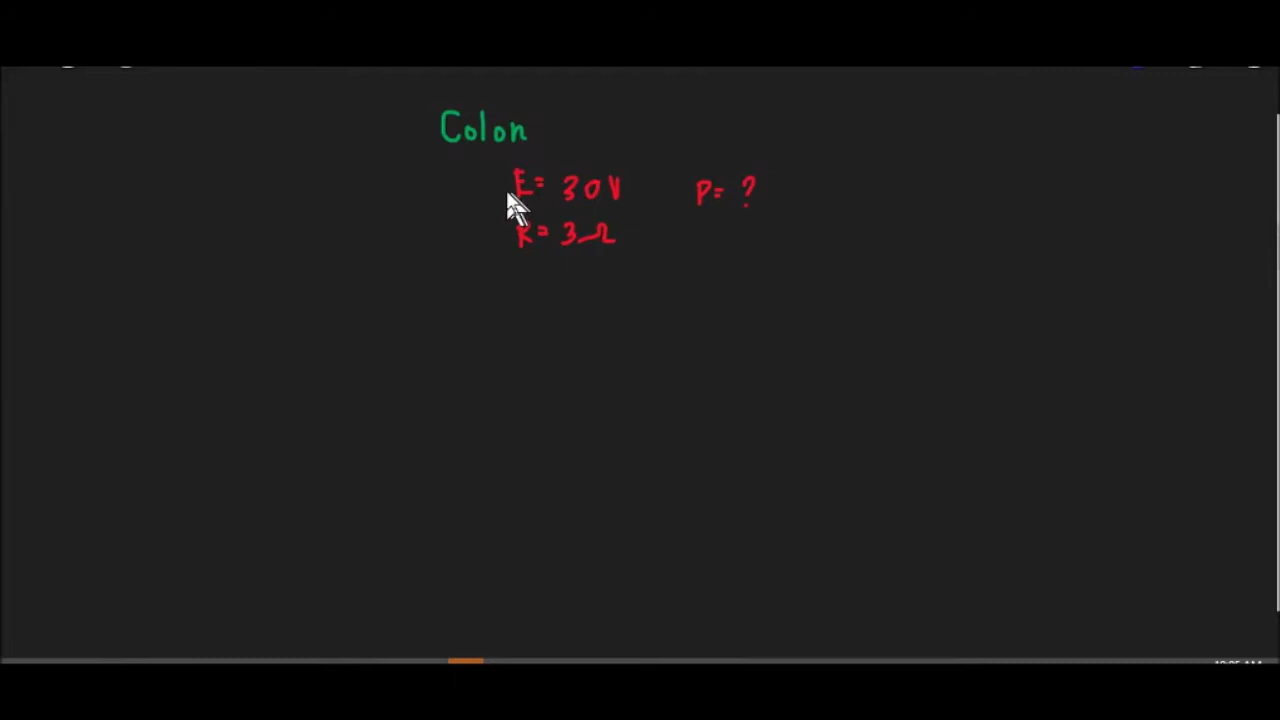 Colon
E= 30V P= ?
R= 3Ω